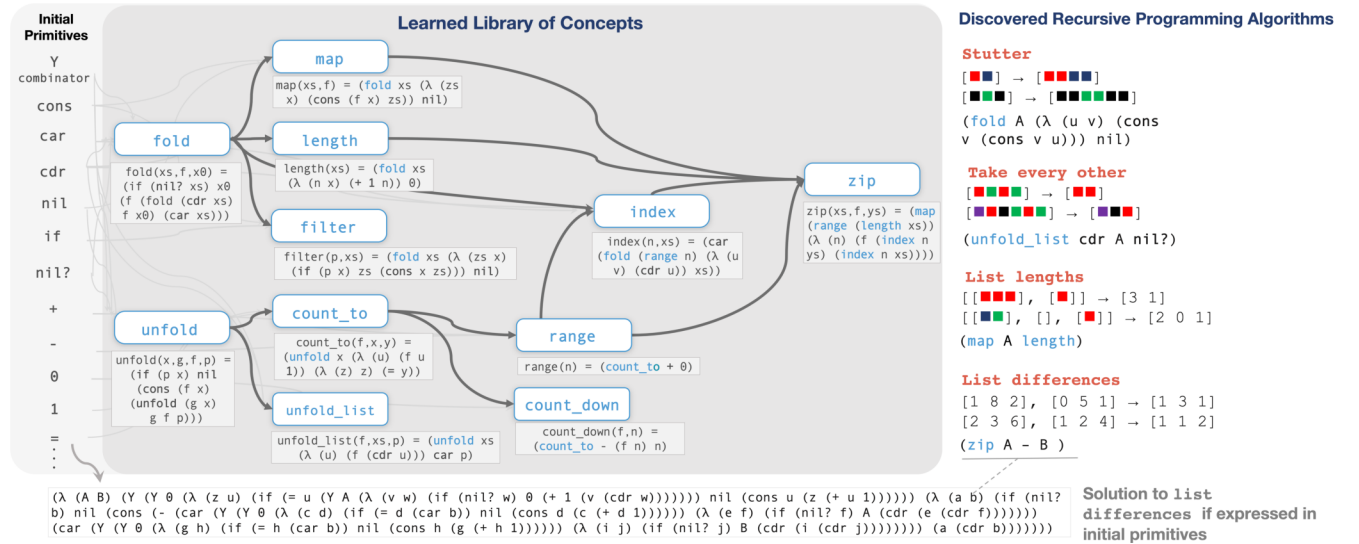 Initial
Primitives
Y
combinator
cons
car
cdr
nil
if
nil?
+
-
0
1
=
Learned Library of Concepts
map
map(xs,f) = (fold xs (λ (zs
x) (cons (f x) zs)) nil)
fold
fold(xs,f,x0) =
(if (nil? xs) x0
(f (fold (cdr xs)
f x0) (car xs)))
length
length(xs) = (fold xs
(λ (n x) (+ 1 n)) 0)
filter
filter(p,xs) = (fold xs (λ (zs x)
(if (p x) zs (cons x zs))) nil)
unfold
unfold(x,g,f,p) =
(if (p x) nil
(cons (f x)
(unfold (g x)
g f p)))
count_to
count_to(f,x,y) =
(unfold x (λ (u) (f u
1)) (λ (z) z) (= y))
unfold_list
unfold_list(f,xs,p) = (unfold xs
(λ (u) (f (cdr u))) car p)
index
index(n,xs) = (car
(fold (range n) (λ (u
v) (cdr u)) xs))
range
range(n) = (count_to + 0)
count_down
count_down(f,n) =
(count_to - (f n) n)
zip
zip(xs,f,ys) = (map
(range (length xs))
(λ (n) (f (index n
ys) (index n xs))))
Discovered Recursive Programming Algorithms
Stutter
[ ] → [ ]
[ ] → [ ]
(fold A (λ (u v) (cons
v (cons v u))) nil)
Take every other
[ ] → [ ]
[ ] → [ ]
(unfold_list cdr A nil?)
List lengths
[[ ], [ ]] → [3 1]
[[ ], [], [ ]] → [2 0 1]
(map A length)
List differences
[1 8 2], [0 5 1] → [1 3 1]
[2 3 6], [1 2 4] → [1 1 2]
(zip A – B )
(λ (A B) (Y (Y 0 (λ (z u) (if (= u (Y A (λ (v w) (if (nil? w) 0 (+ 1 (v (cdr w))))))) nil (cons u (z (+ u 1)))))) (λ (a b) (if (nil?
b) nil (cons (- (car (Y (Y 0 (λ (c d) (if (= d (car b)) nil (cons d (c (+ d 1)))))) (λ (e f) (if (nil? f) A (cdr (e (cdr f)))))))
(car (Y (Y 0 (λ (g h) (if (= h (car b)) nil (cons h (g (+ h 1)))))) (λ (i j) (if (nil? j) B (cdr (i (cdr j)))))))) (a (cdr b)))))))
Solution to list
differences if expressed in
initial primitives